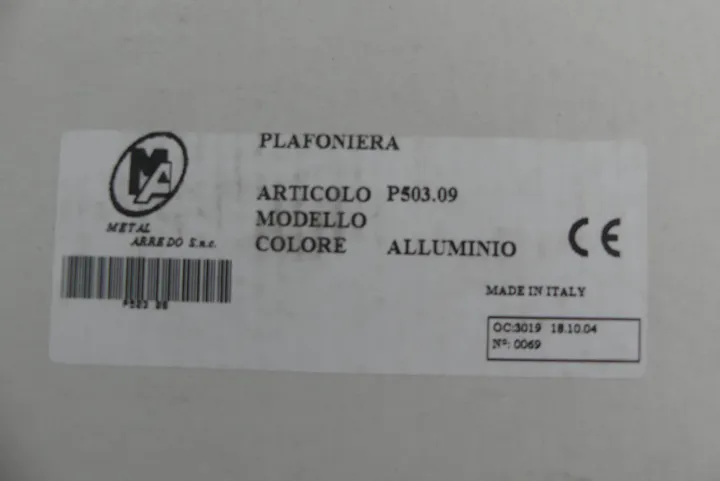 PLAFONIERA
MA
METAL
ARREDO S.n.c.
ARTICOLO P503.09
MODELLO
COLORE ALLUMINIO
CE
MADE IN ITALY
OC:3019 18.10.04
Nº: 0069